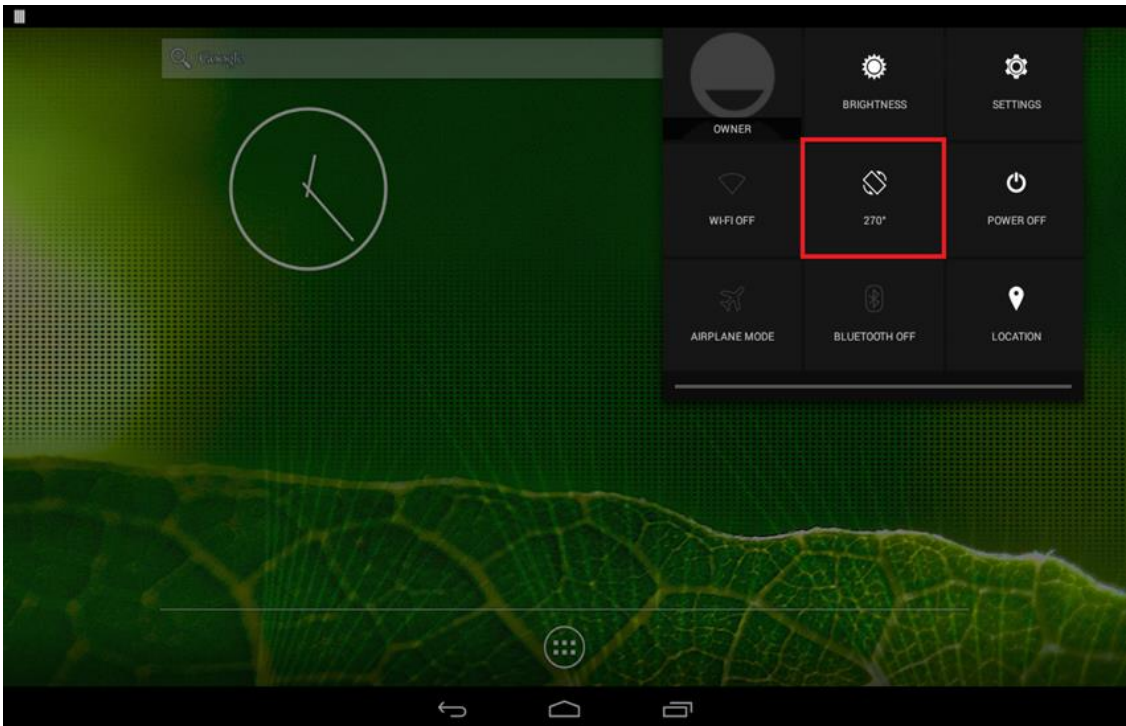 Google
BRIGHTNESS
SETTINGS
OWNER
WI-FI OFF
270°
POWER OFF
AIRPLANE MODE
BLUETOOTH OFF
LOCATION